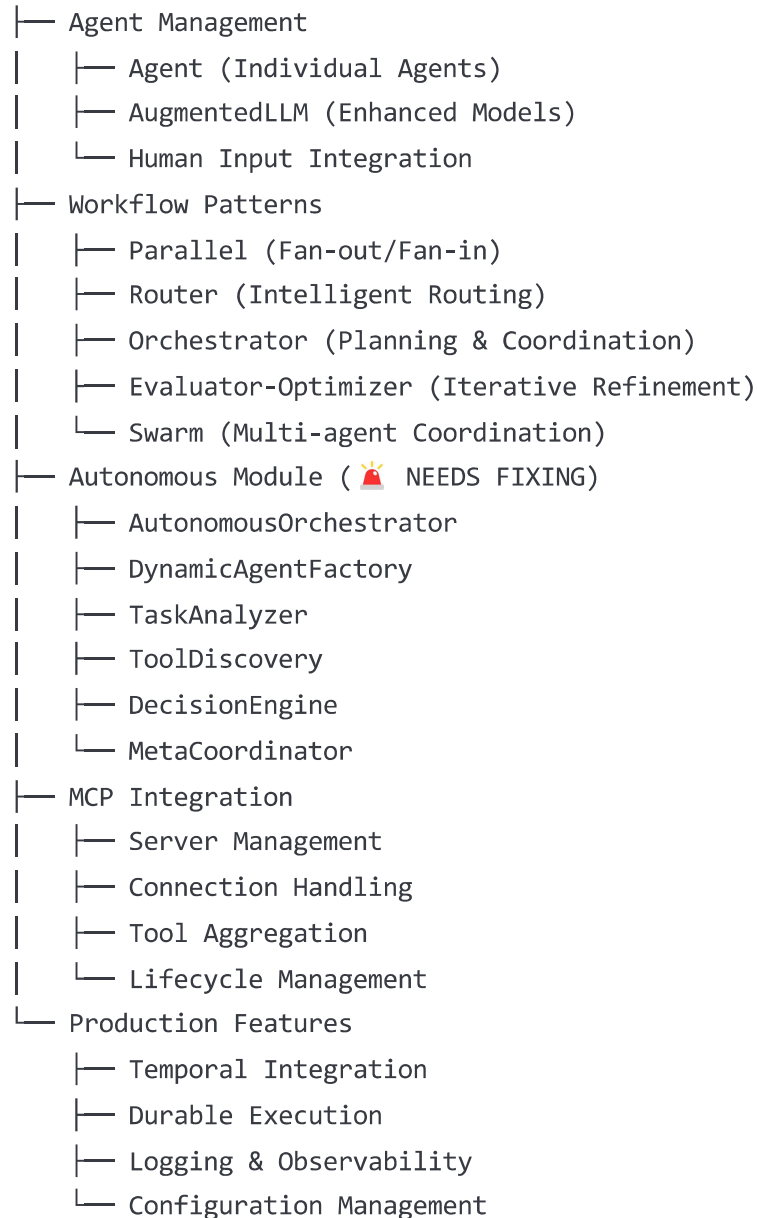 ├── Agent Management
│   ├── Agent (Individual Agents)
│   ├── AugmentedLLM (Enhanced Models)
│   └── Human Input Integration
├── Workflow Patterns
│   ├── Parallel (Fan-out/Fan-in)
│   ├── Router (Intelligent Routing)
│   ├── Orchestrator (Planning & Coordination)
│   ├── Evaluator-Optimizer (Iterative Refinement)
│   └── Swarm (Multi-agent Coordination)
├── Autonomous Module (🚨 NEEDS FIXING)
│   ├── AutonomousOrchestrator
│   ├── DynamicAgentFactory
│   ├── TaskAnalyzer
│   ├── ToolDiscovery
│   ├── DecisionEngine
│   └── MetaCoordinator
├── MCP Integration
│   ├── Server Management
│   ├── Connection Handling
│   ├── Tool Aggregation
│   └── Lifecycle Management
└── Production Features
    ├── Temporal Integration
    ├── Durable Execution
    ├── Logging & Observability
    └── Configuration Management